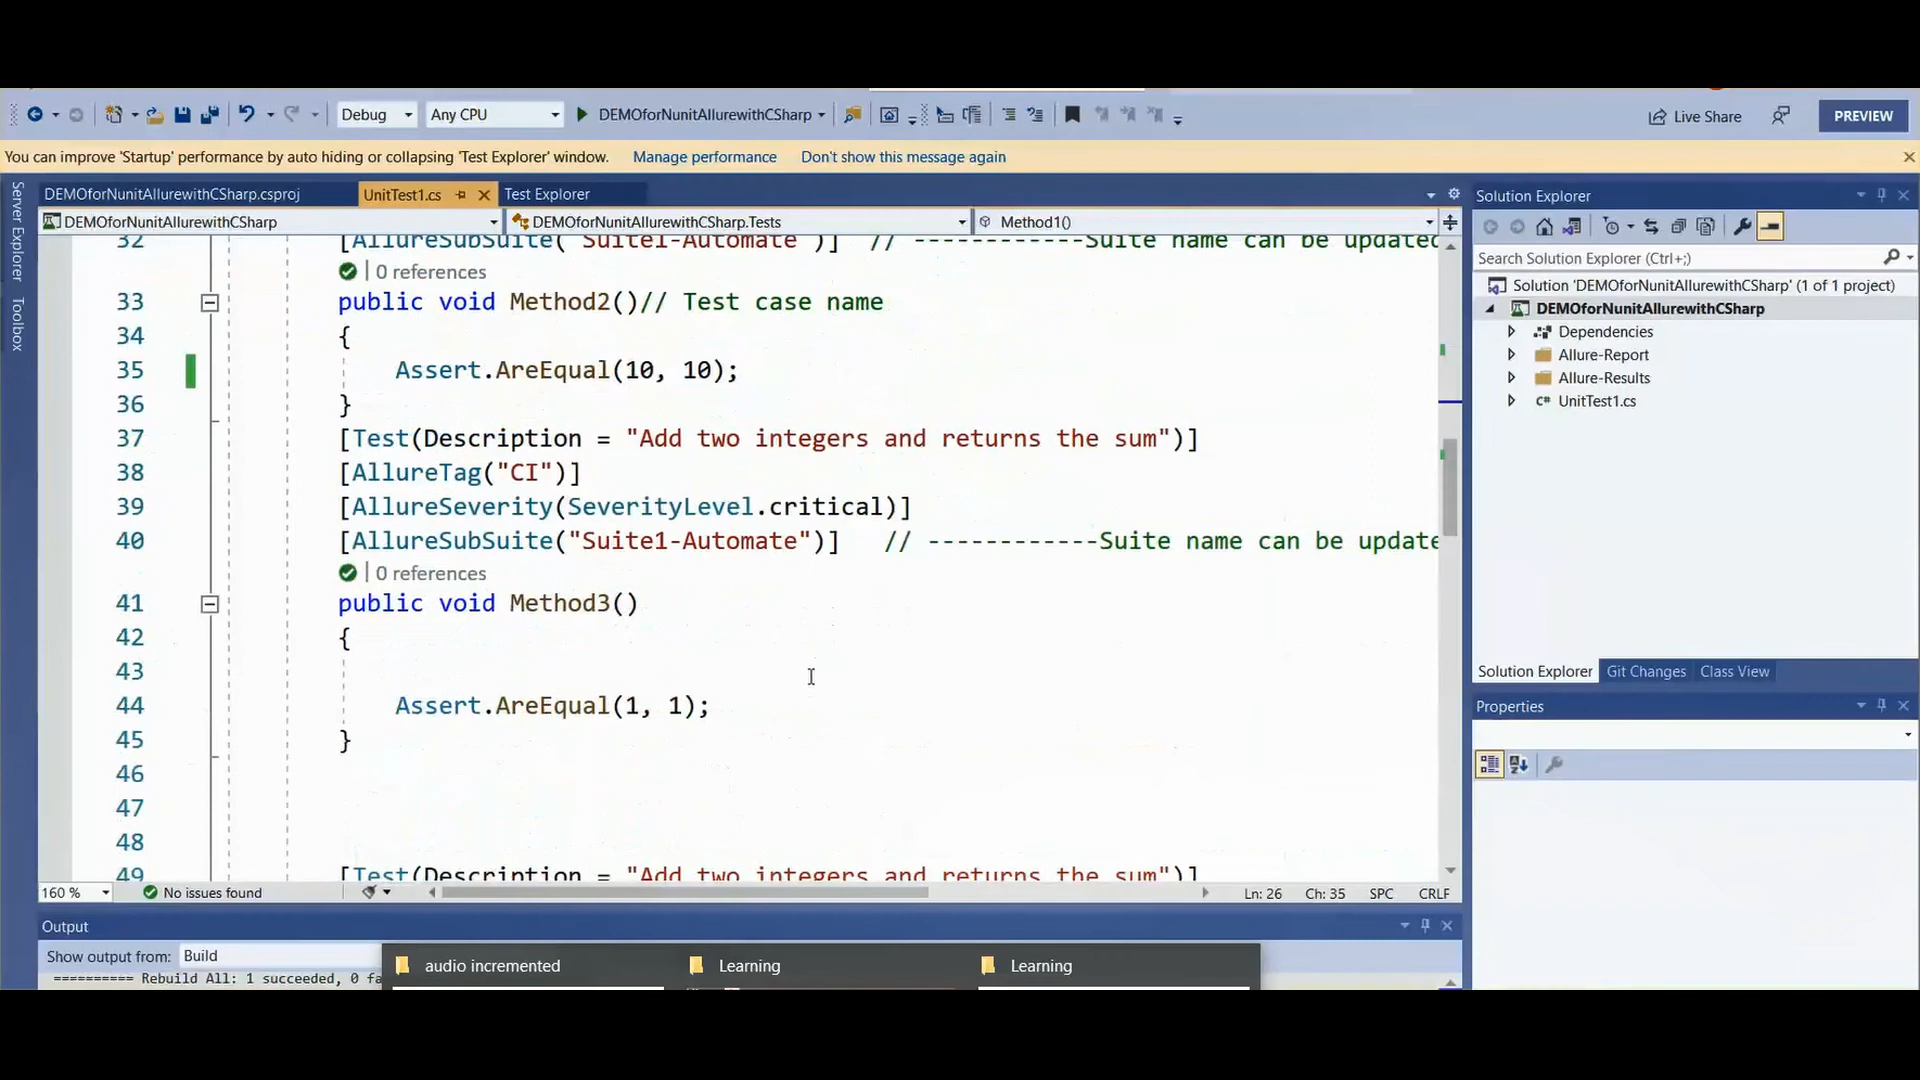 Debug
Any CPU
DEMOforNunitAllurewithCSharp
Live Share
PREVIEW
You can improve 'Startup' performance by auto hiding or collapsing 'Test Explorer' window.
Manage performance
Don't show this message again
Server Explorer
Toolbox
DEMOforNunitAllurewithCSharp.csproj
UnitTest1.cs
Test Explorer
DEMOforNunitAllurewithCSharp
DEMOforNunitAllurewithCSharp.Tests
Method1()
32 [AllureSubSuite("Suite1-Automate")] // ------------Suite name can be updated
0 references
33 public void Method2()// Test case name
34 {
35 Assert.AreEqual(10, 10);
36 }
37 [Test(Description = "Add two integers and returns the sum")]
38 [AllureTag("CI")]
39 [AllureSeverity(SeverityLevel.critical)]
40 [AllureSubSuite("Suite1-Automate")] // ------------Suite name can be update
0 references
41 public void Method3()
42 {
43
44 Assert.AreEqual(1, 1);
45 }
46
47
48
49 [Test(Description = "Add two integers and returns the sum")]
160 %
No issues found
Ln: 26 Ch: 35 SPC CRLF
Output
Show output from: Build
========== Rebuild All: 1 succeeded, 0 fa
audio incremented
Learning
Learning
Solution Explorer
Search Solution Explorer (Ctrl+;)
Solution 'DEMOforNunitAllurewithCSharp' (1 of 1 project)
DEMOforNunitAllurewithCSharp
Dependencies
Allure-Report
Allure-Results
C# UnitTest1.cs
Solution Explorer
Git Changes
Class View
Properties